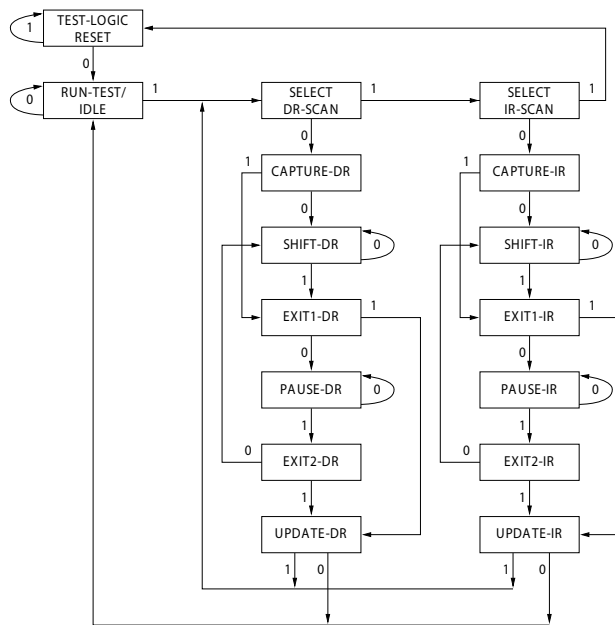 TEST-LOGIC
RESET
1
0
RUN-TEST/
IDLE
0
1
SELECT
DR-SCAN
1
SELECT
IR-SCAN
1
0
0
1
CAPTURE-DR
1
CAPTURE-IR
0
0
SHIFT-DR
0
SHIFT-IR
0
1
1
EXIT1-DR
1
EXIT1-IR
1
0
0
PAUSE-DR
0
PAUSE-IR
0
1
1
0
EXIT2-DR
0
EXIT2-IR
1
1
UPDATE-DR
UPDATE-IR
1
0
1
0